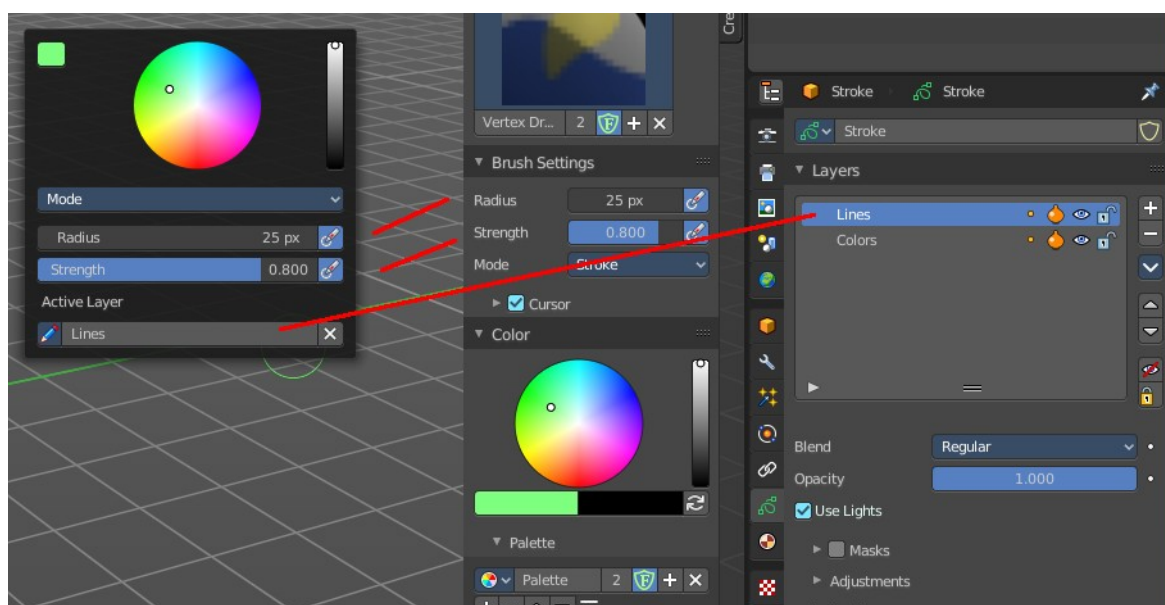 Mode
Radius 25 px
Strength 0.800
Active Layer
Lines
Cre
Vertex Dr... 2 F
Brush Settings
Radius 25 px
Strength 0.800
Mode Stroke
Cursor
Color
Palette
Palette 2 F
Stroke Stroke
Stroke
Layers
Lines
Colors
Blend Regular
Opacity 1.000
Use Lights
Masks
Adjustments